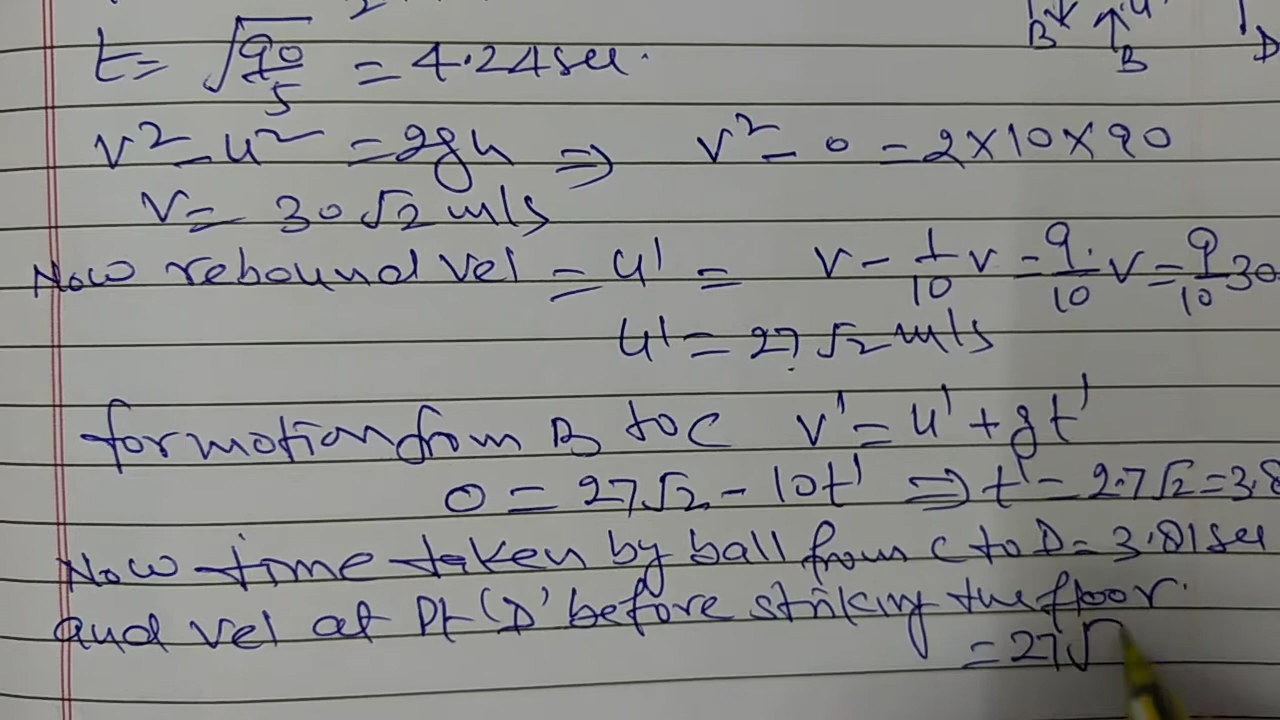 2
B u
B
D
t = √90/5 = 4.24 sec.
v² - u² = 2gh ⇒ v² - 0 = 2×10×90
v = 30√2 m/s
Now rebound vel = u' = v - 1/10 v = 9/10 v = 9/10 30
u' = 27√2 m/s
for motion from B to C v' = u' + gt'
0 = 27√2 - 10t' ⇒ t' = 2.7√2 = 3.8
Now time taken by ball from C to D = 3.81 sec
and vel at Pt 'D' before striking the floor.
= 27√